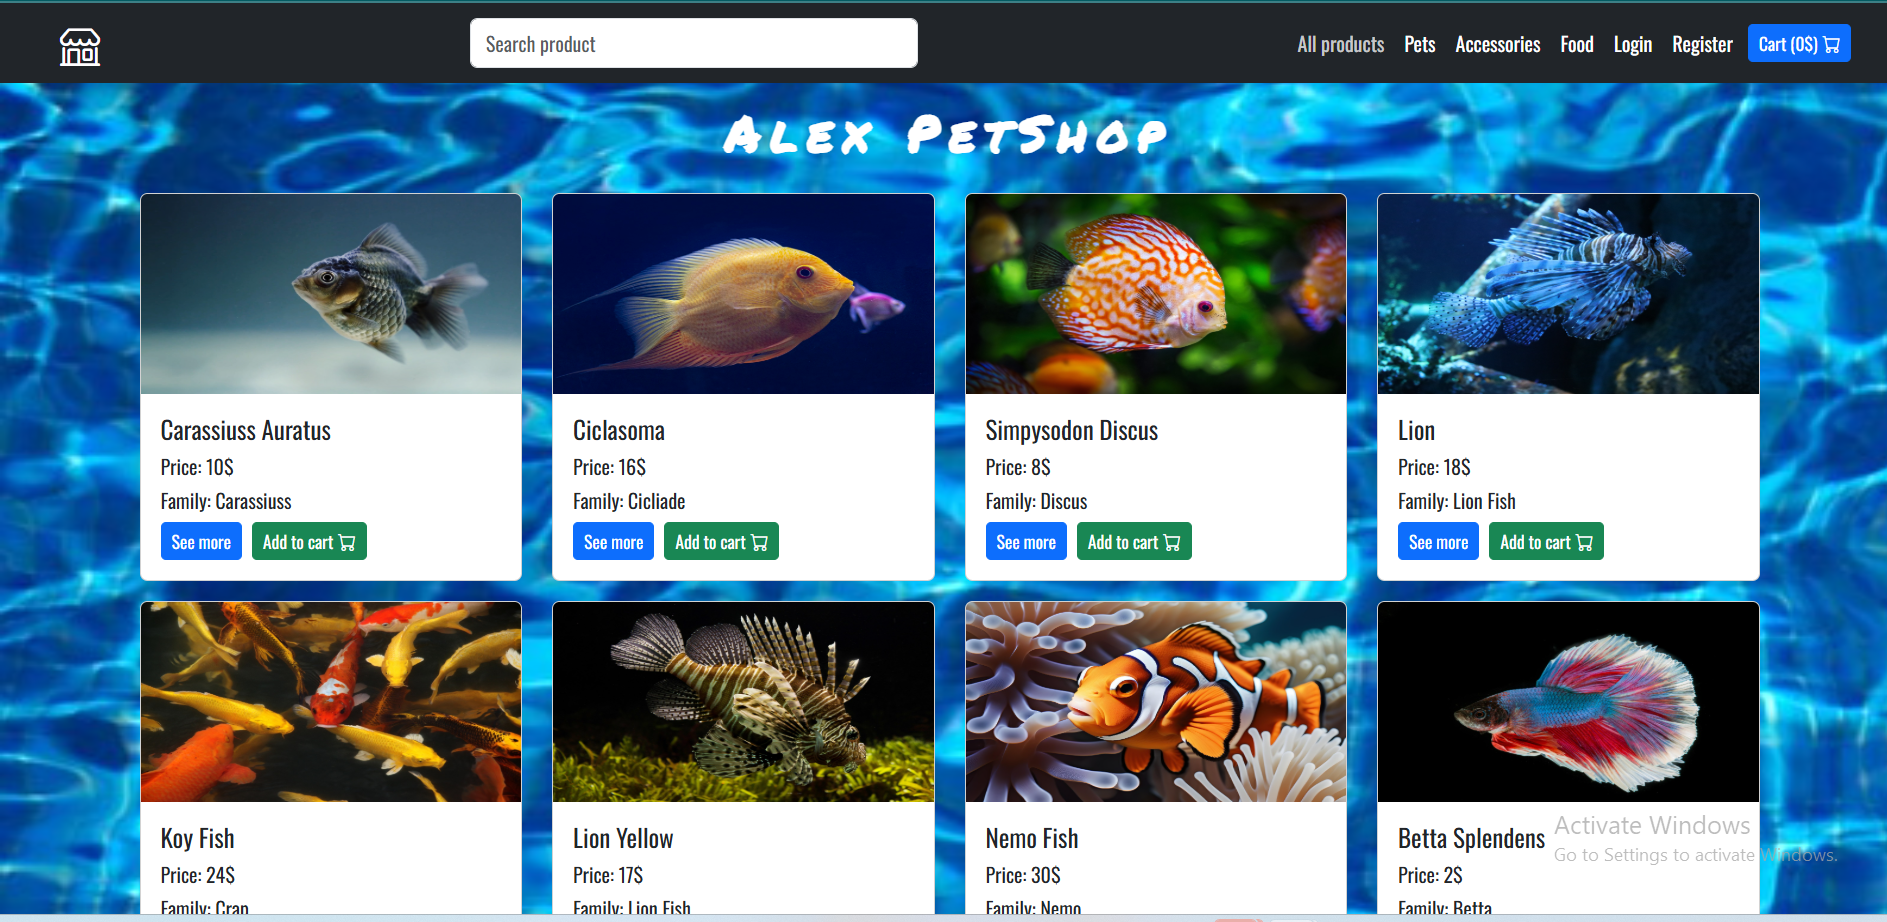 Search product
All products Pets Accessories Food Login Register Cart (0$)
Alex PetShop
Carassiuss Auratus
Price: 10$
Family: Carassiuss
See more Add to cart
Ciclasoma
Price: 16$
Family: Cicliade
See more Add to cart
Simpysodon Discus
Price: 8$
Family: Discus
See more Add to cart
Lion
Price: 18$
Family: Lion Fish
See more Add to cart
Koy Fish
Price: 24$
Family: Crap
Lion Yellow
Price: 17$
Family: Lion Fish
Nemo Fish
Price: 30$
Family: Nemo
Betta Splendens
Price: 2$
Family: Betta
Activate Windows
Go to Settings to activate Windows.